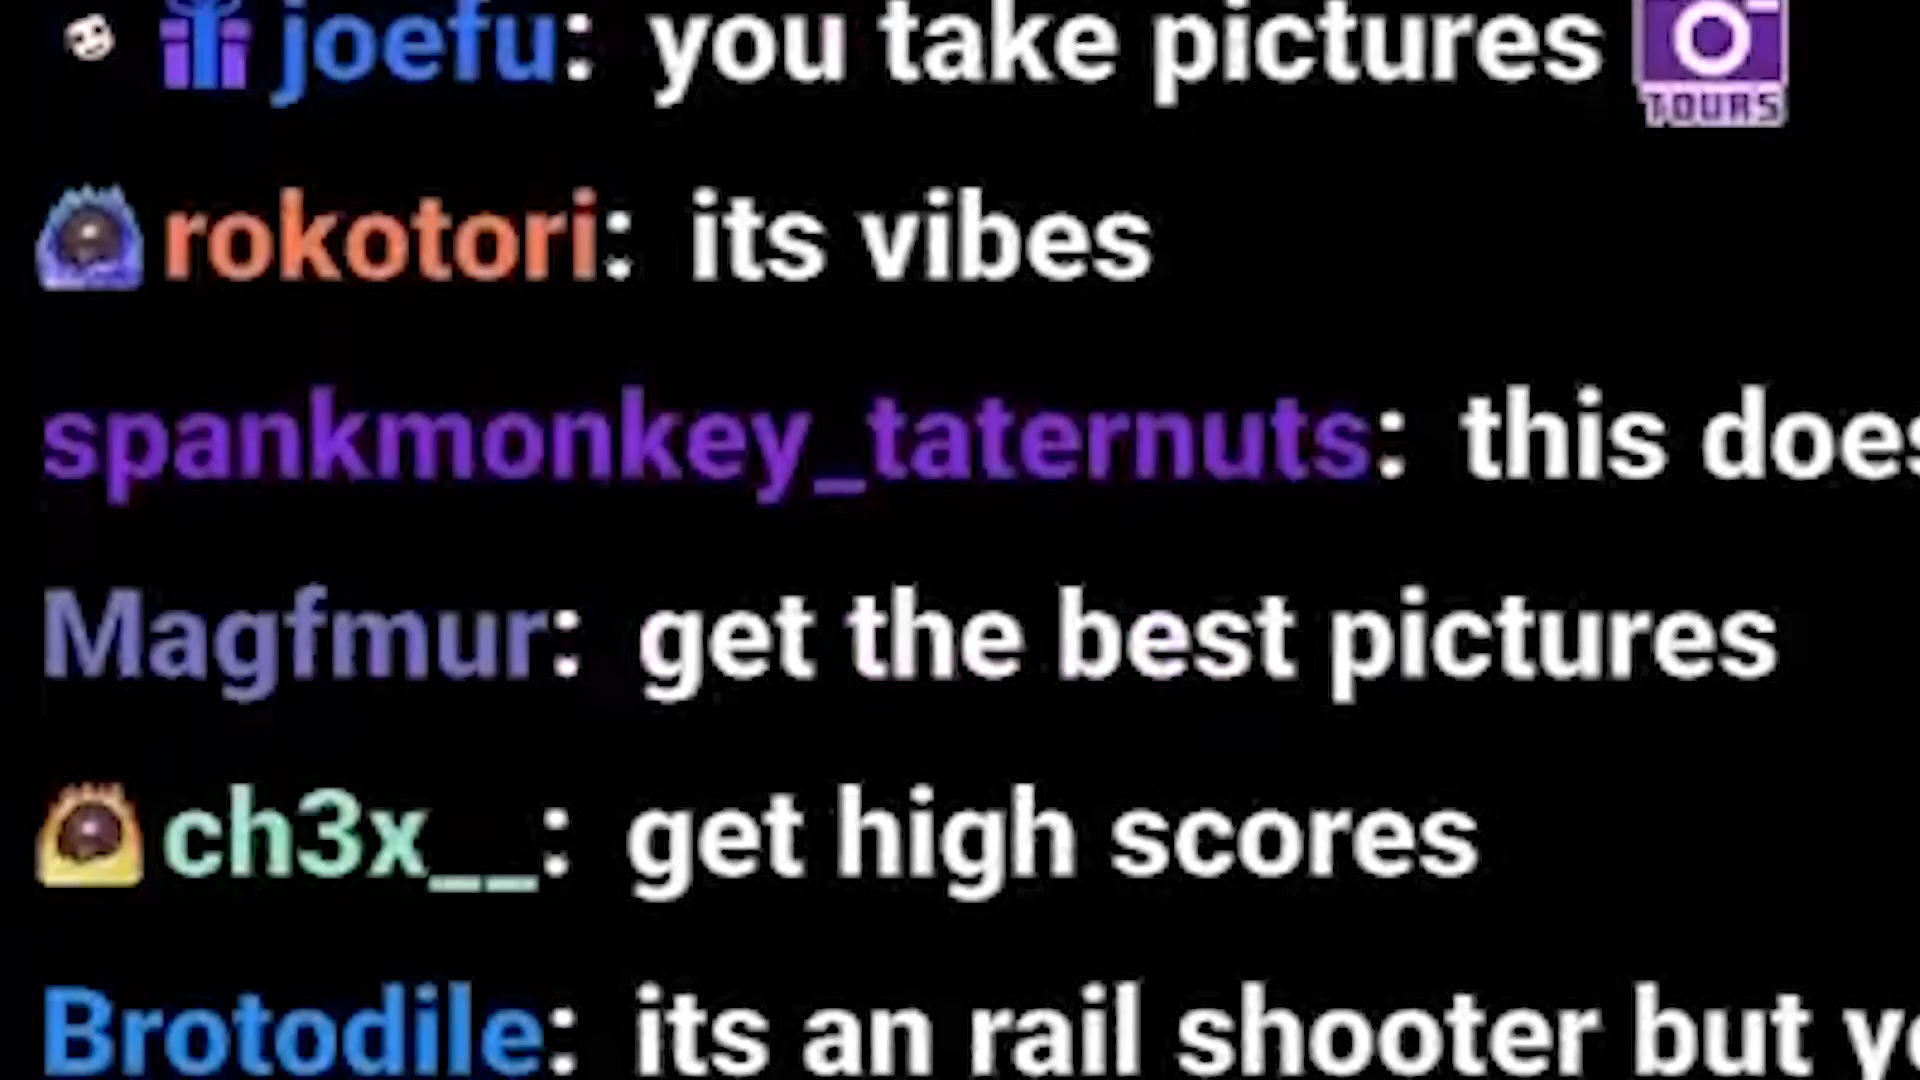 joefu: you take pictures TOURS
rokotori: its vibes
spankmonkey_taternuts: this does
Magfmur: get the best pictures
ch3x__: get high scores
Brotodile: its an rail shooter but